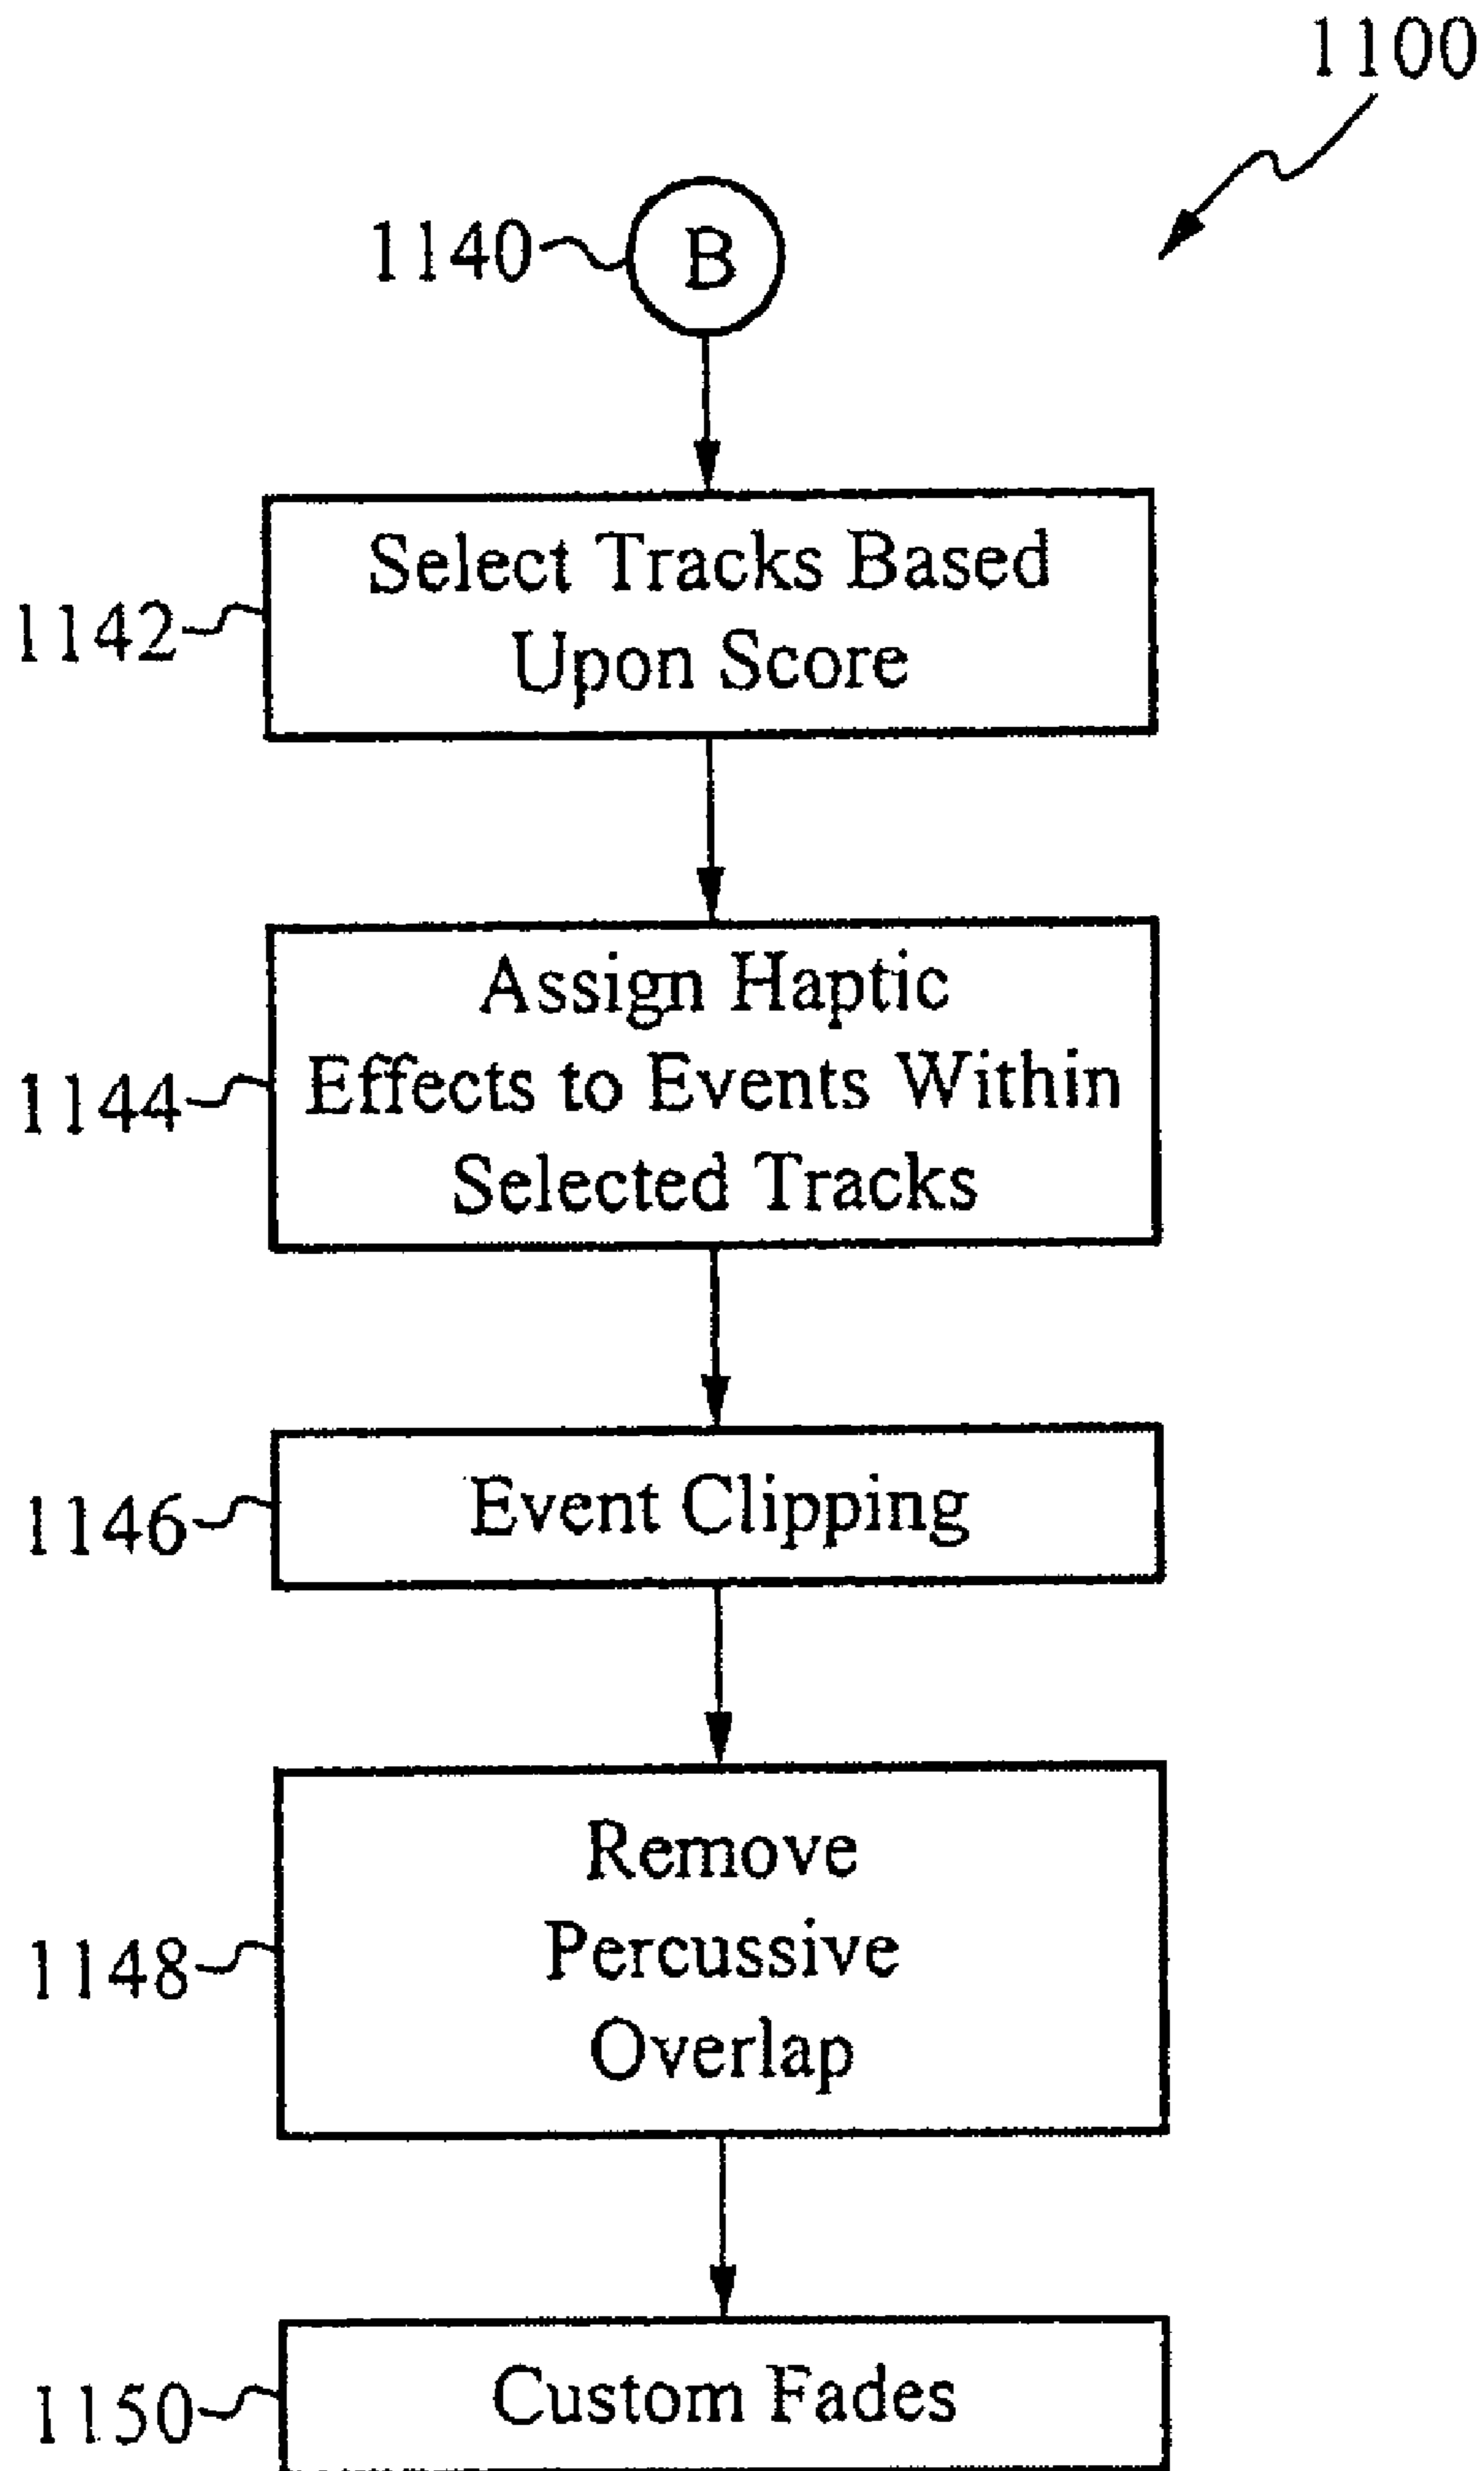 1100
1140
B
1142
Select Tracks Based
Upon Score
1144
Assign Haptic
Effects to Events Within
Selected Tracks
1146
Event Clipping
1148
Remove
Percussive
Overlap
1150
Custom Fades